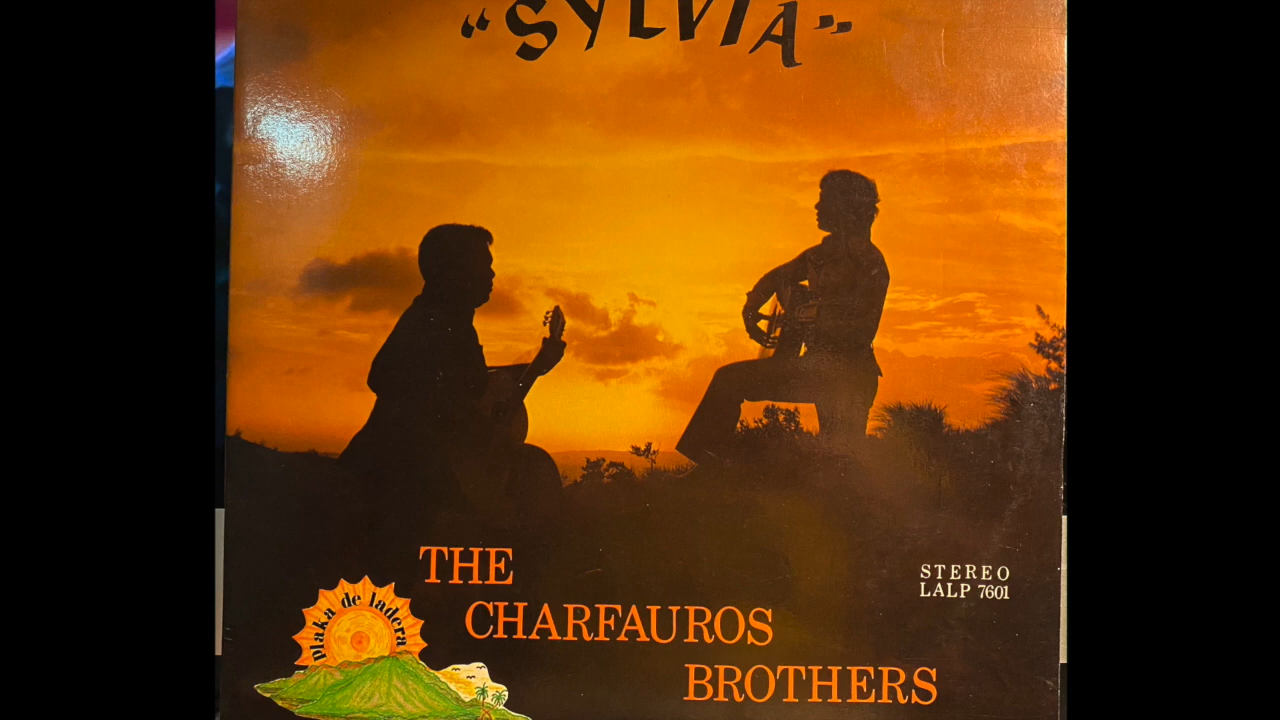 "SYLVIA"
THE
CHARFAUROS
BROTHERS
STEREO
LALP 7601
plaka de ladera